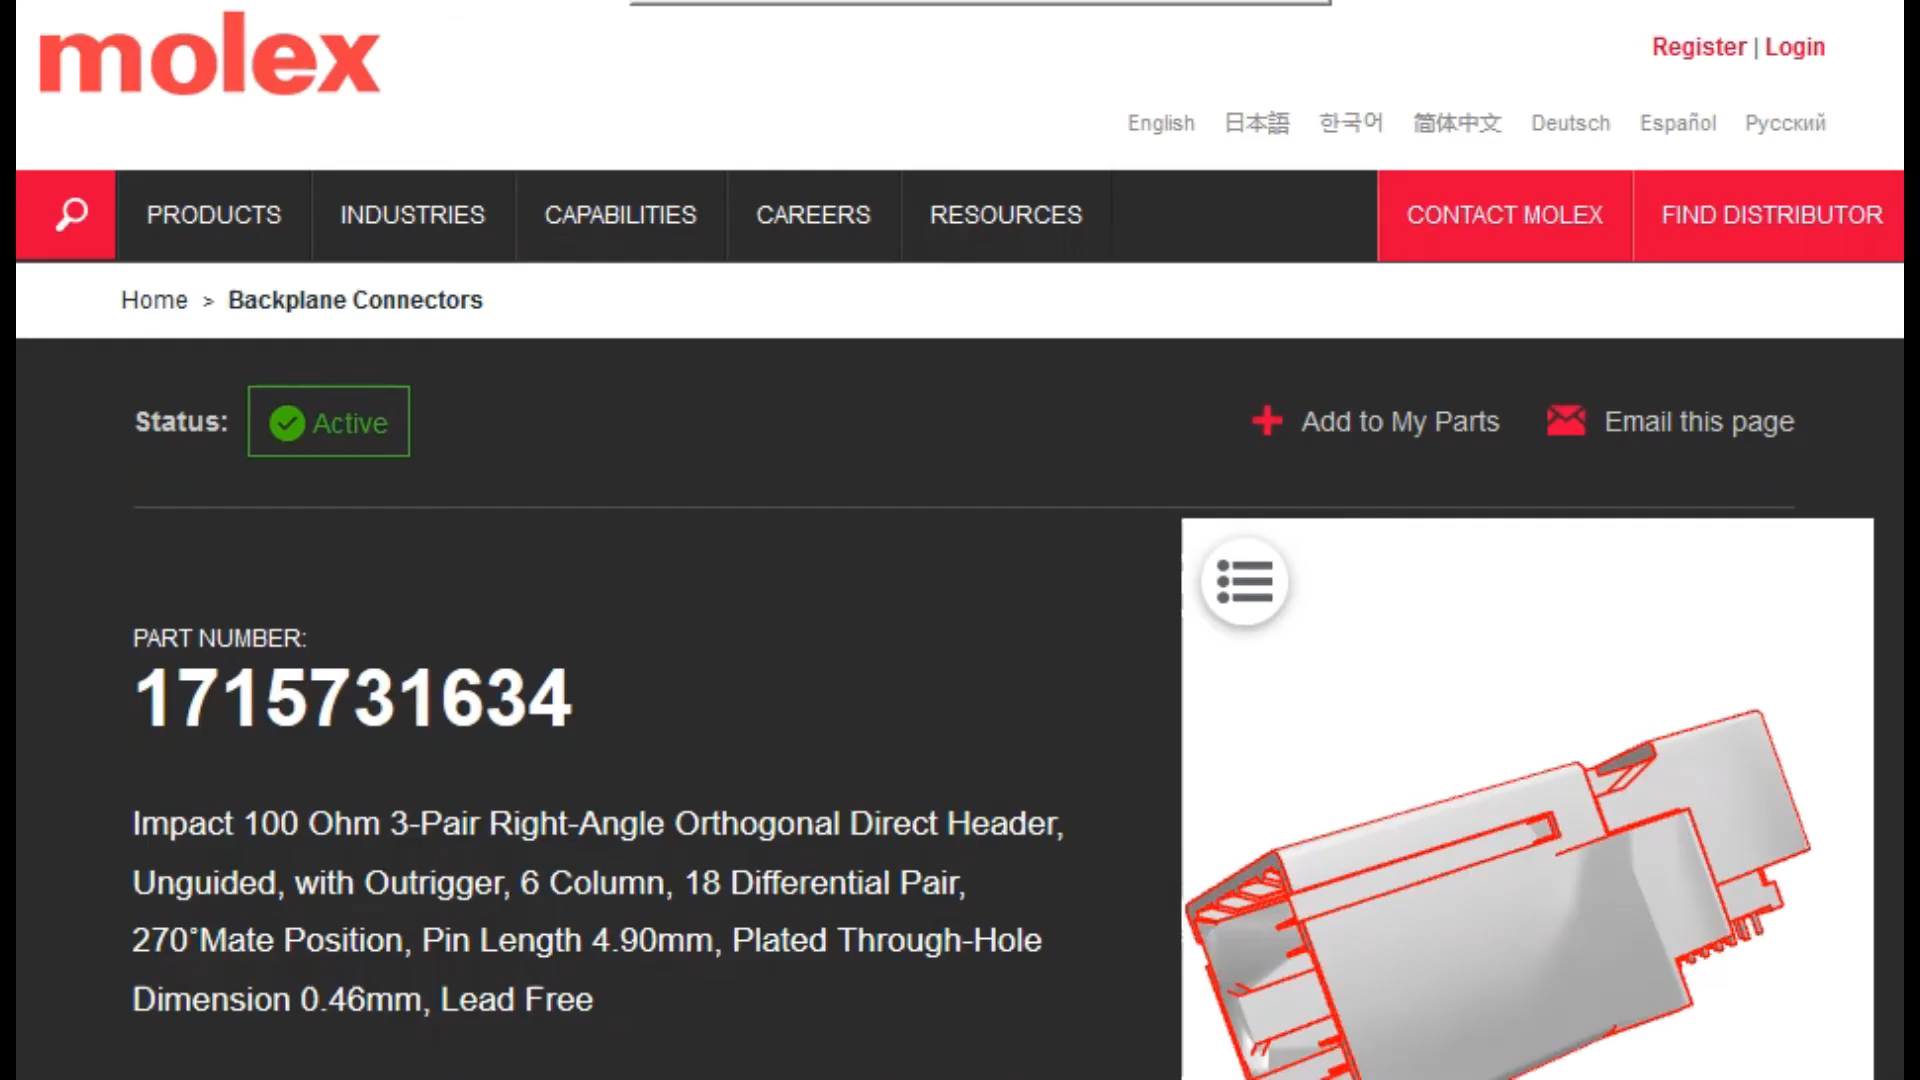 molex
Register | Login
English 日本語 한국어 简体中文 Deutsch Español Русский
PRODUCTS INDUSTRIES CAPABILITIES CAREERS RESOURCES CONTACT MOLEX FIND DISTRIBUTOR
Home > Backplane Connectors
Status: Active Add to My Parts Email this page
PART NUMBER:
1715731634
Impact 100 Ohm 3-Pair Right-Angle Orthogonal Direct Header,
Unguided, with Outrigger, 6 Column, 18 Differential Pair,
270°Mate Position, Pin Length 4.90mm, Plated Through-Hole
Dimension 0.46mm, Lead Free